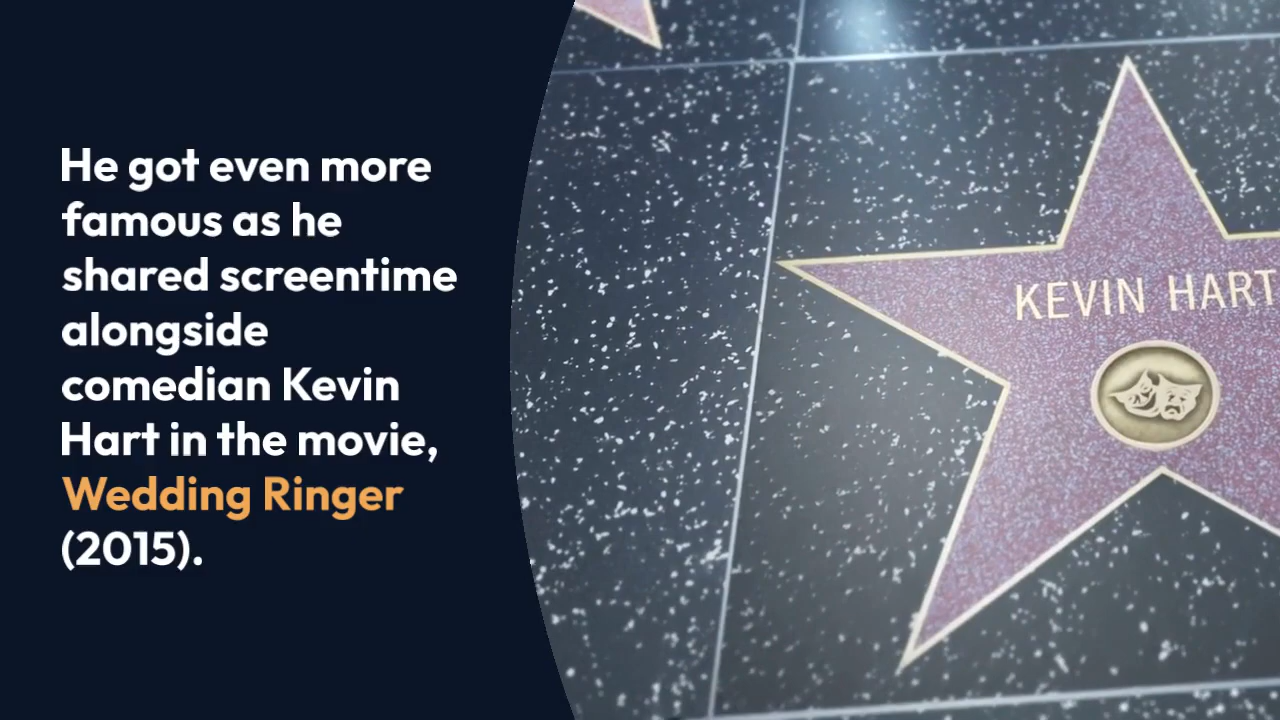 He got even more
famous as he
shared screentime
alongside
comedian Kevin
Hart in the movie,
Wedding Ringer
(2015).
KEVIN HART